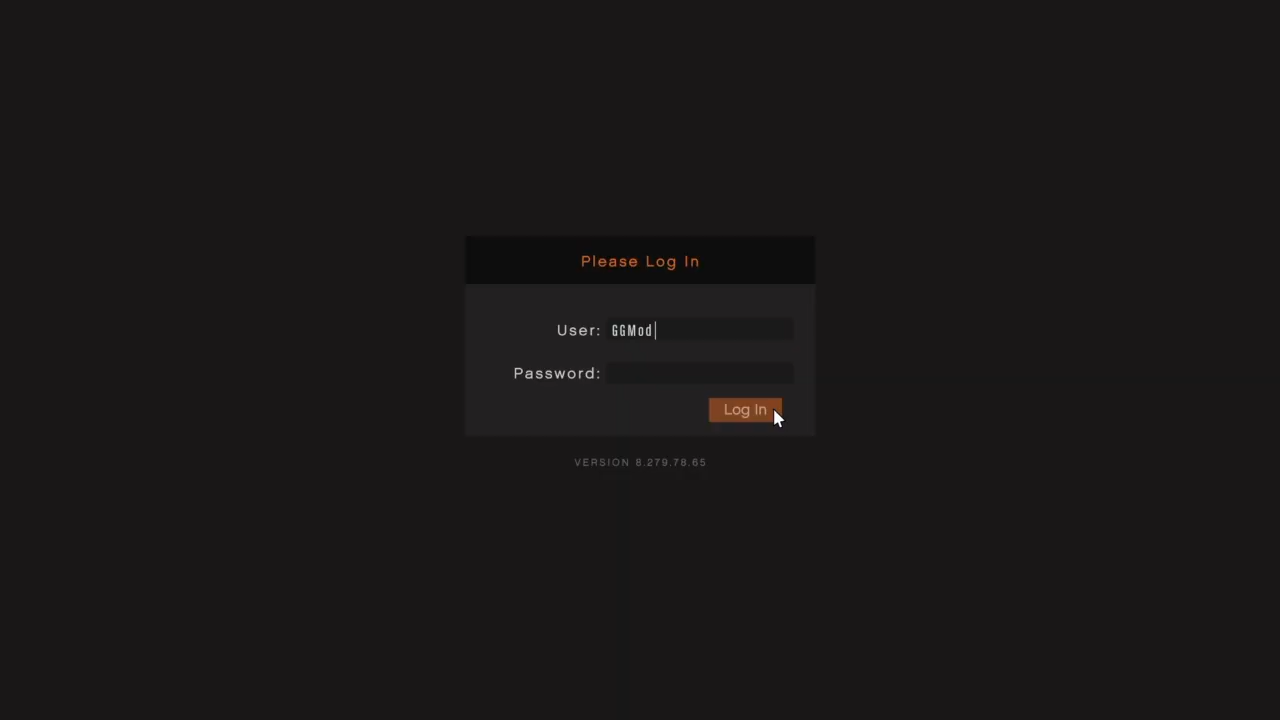 Please Log In
User: GGMod
Password:
Log In
VERSION 8.279.78.65